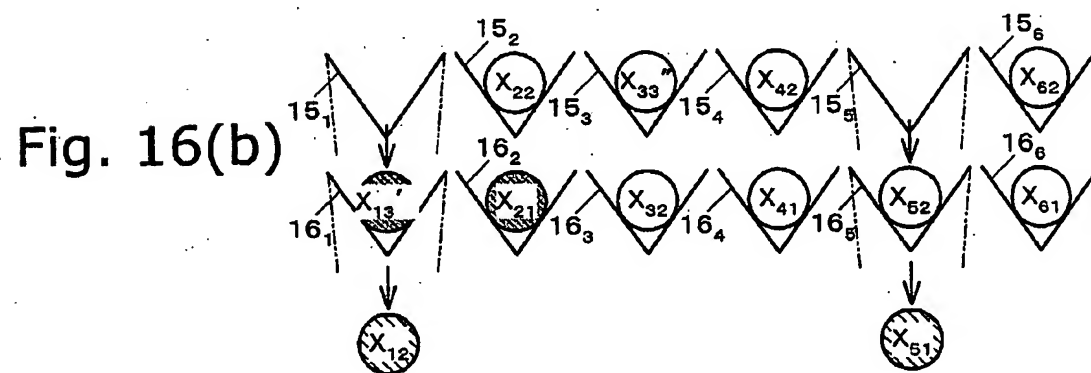 Fig. 16(b)
15₁ 15₂ X₂₂ 15₃ X₃₃″ 15₄ X₄₂ 15₅ 15₆ X₆₂
16₁ X₁₃′ 16₂ X₂₁ 16₃ X₃₂ 16₄ X₄₁ 16₅ X₅₂ 16₆ X₆₁
X₁₂ X₅₁